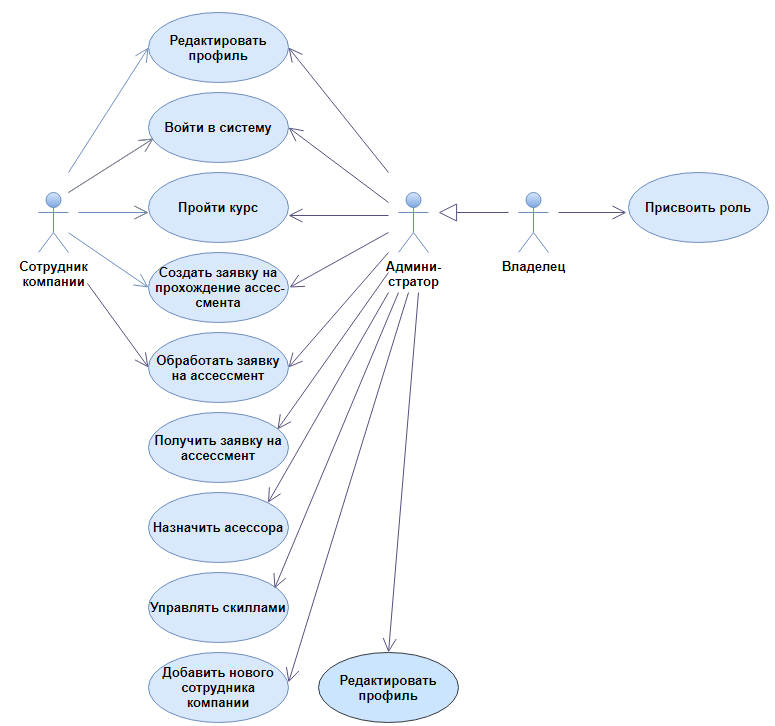 Редактировать
профиль
Войти в систему
Пройти курс
Присвоить роль
Сотрудник
компании
Создать заявку на
прохождение ассес-
смента
Админи-
стратор
Владелец
Обработать заявку
на ассессмент
Получить заявку на
ассессмент
Назначить асессора
Управлять скиллами
Добавить нового
сотрудника
компании
Редактировать
профиль